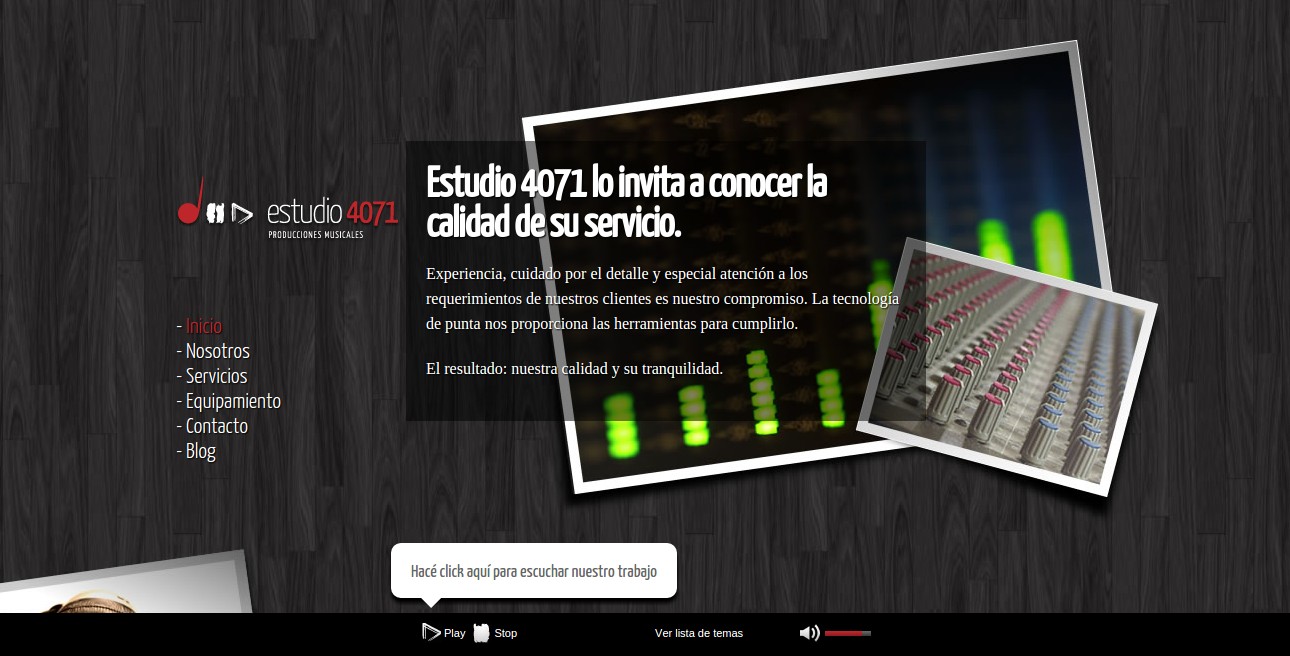 estudio 4071
PRODUCCIONES MUSICALES
- Inicio
- Nosotros
- Servicios
- Equipamiento
- Contacto
- Blog
Estudio 4071 lo invita a conocer la
calidad de su servicio.
Experiencia, cuidado por el detalle y especial atención a los
requerimientos de nuestros clientes es nuestro compromiso. La tecnología
de punta nos proporciona las herramientas para cumplirlo.
El resultado: nuestra calidad y su tranquilidad.
Hacé click aquí para escuchar nuestro trabajo
Play Stop Ver lista de temas